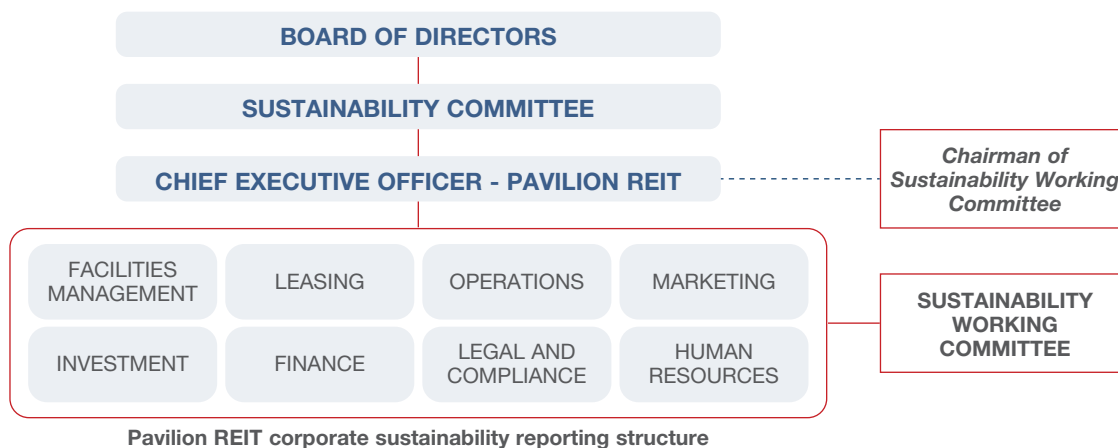 BOARD OF DIRECTORS
SUSTAINABILITY COMMITTEE
CHIEF EXECUTIVE OFFICER - PAVILION REIT
Chairman of
Sustainability Working
Committee
FACILITIES
MANAGEMENT
LEASING
OPERATIONS
MARKETING
INVESTMENT
FINANCE
LEGAL AND
COMPLIANCE
HUMAN
RESOURCES
SUSTAINABILITY
WORKING
COMMITTEE
Pavilion REIT corporate sustainability reporting structure